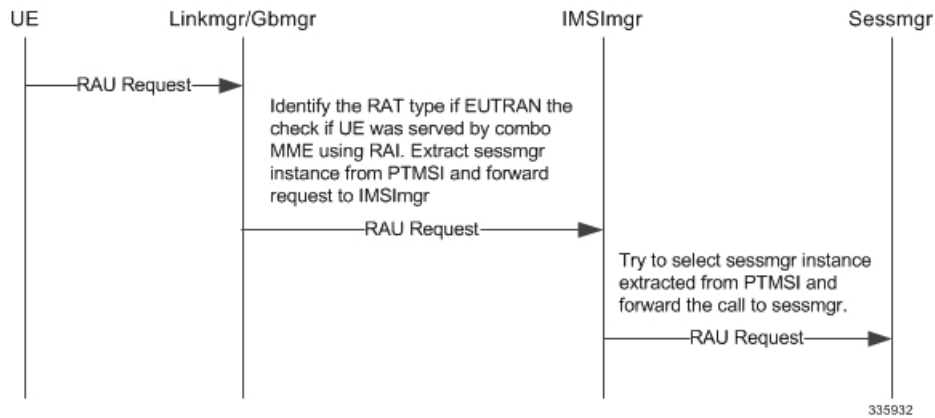 UE
Linkmgr/Gbmgr
IMSImgr
Sessmgr
RAU Request
Identify the RAT type if EUTRAN the
check if UE was served by combo
MME using RAI. Extract sessmgr
instance from PTMSI and forward
request to IMSImgr
RAU Request
Try to select sessmgr instance
extracted from PTMSI and
forward the call to sessmgr.
RAU Request
335932